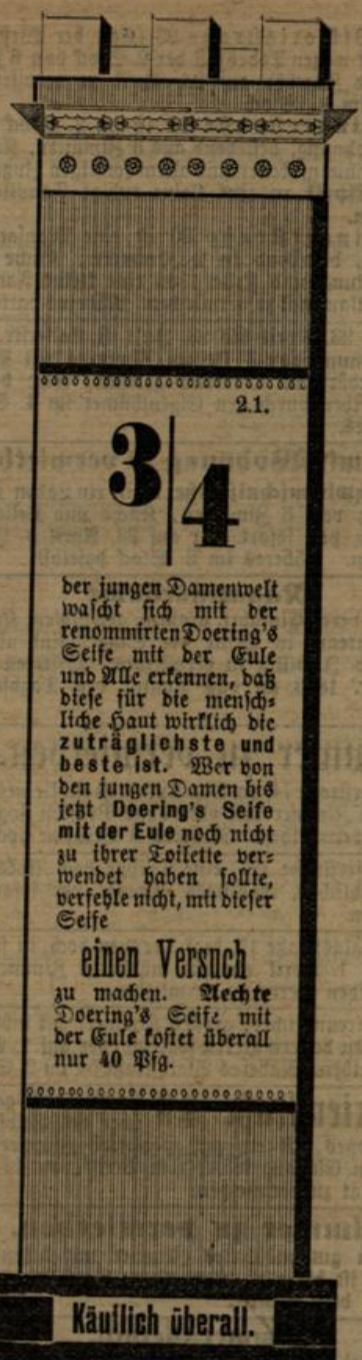 2.1.
3/4
der jungen Damenwelt
wascht sich mit der
renommirten Doering's
Seife mit der Eule
und Alle erkennen, daß
diese für die mensch-
liche Haut wirklich die
zuträglichste und
beste ist. Wer von
den jungen Damen bis
jetzt Doering's Seife
mit der Eule noch nicht
zu ihrer Toilette ver-
wendet haben sollte,
verfehle nicht, mit dieser
Seife
einen Versuch
zu machen. Aechte
Doering's Seife mit
der Eule kostet überall
nur 40 Pfg.
Käuflich überall.